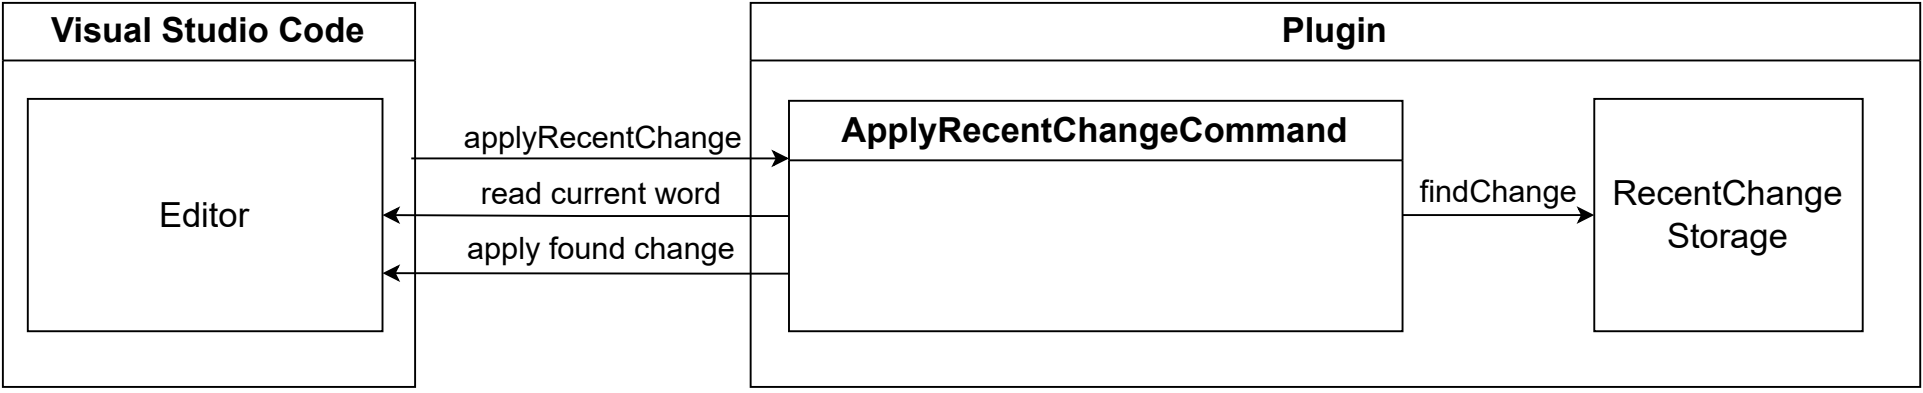 Visual Studio Code
Plugin
Editor
applyRecentChange
read current word
apply found change
ApplyRecentChangeCommand
findChange
RecentChange
Storage